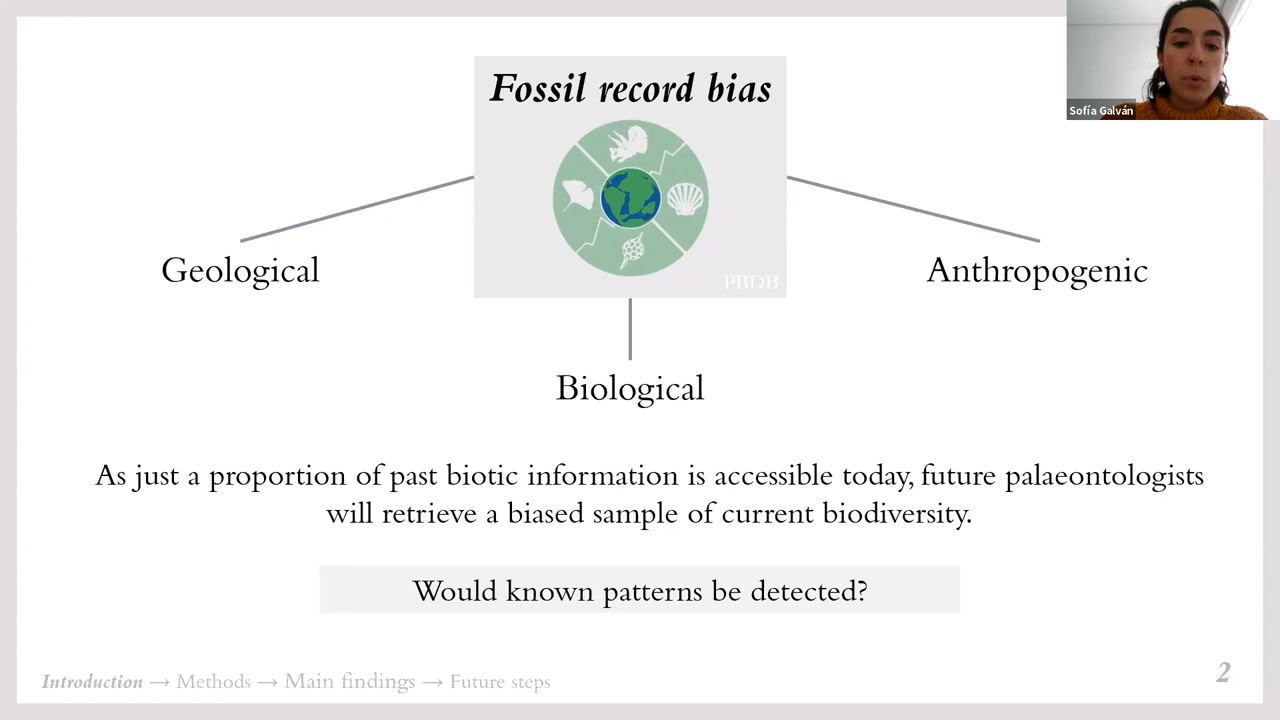 Fossil record bias
PBDB
Sofía Galván
Geological
Anthropogenic
Biological
As just a proportion of past biotic information is accessible today, future palaeontologists
will retrieve a biased sample of current biodiversity.
Would known patterns be detected?
Introduction → Methods → Main findings → Future steps
2